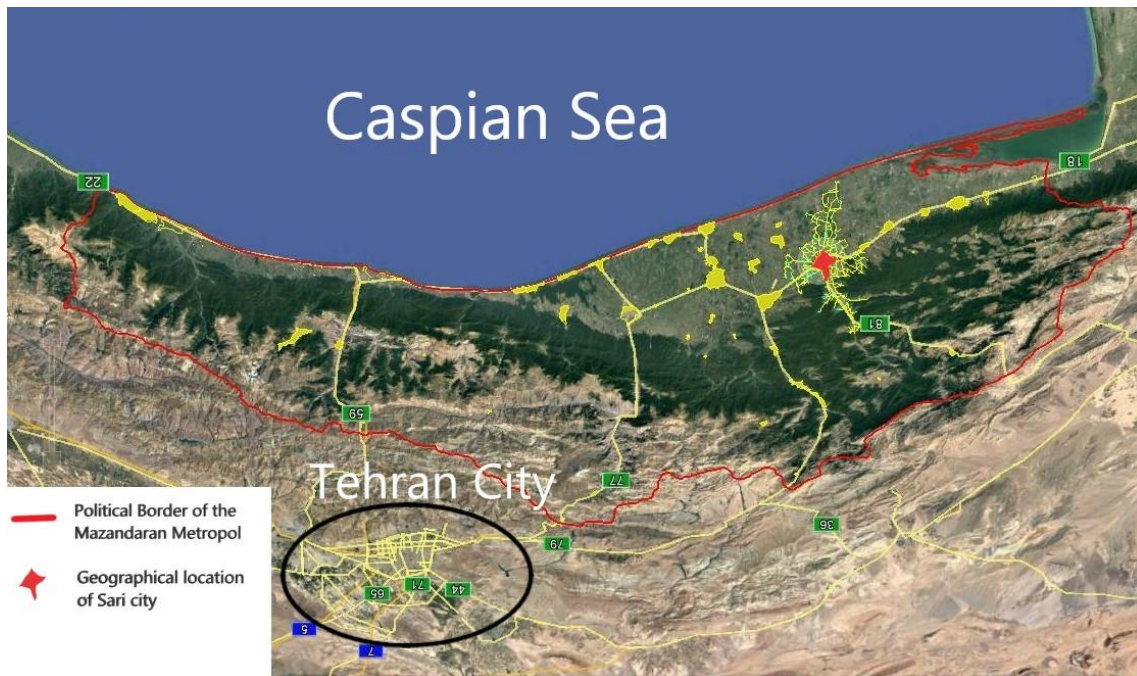 Caspian Sea
22
18
81
59
Tehran City
77
36
79
65
71
44
5
7
Political Border of the
Mazandaran Metropol
Geographical location
of Sari city